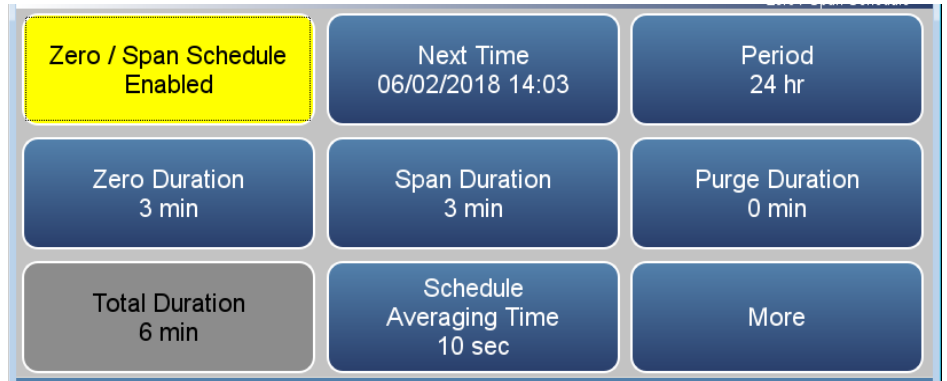 Zero / Span Schedule
Enabled
Next Time
06/02/2018 14:03
Period
24 hr
Zero Duration
3 min
Span Duration
3 min
Purge Duration
0 min
Total Duration
6 min
Schedule
Averaging Time
10 sec
More